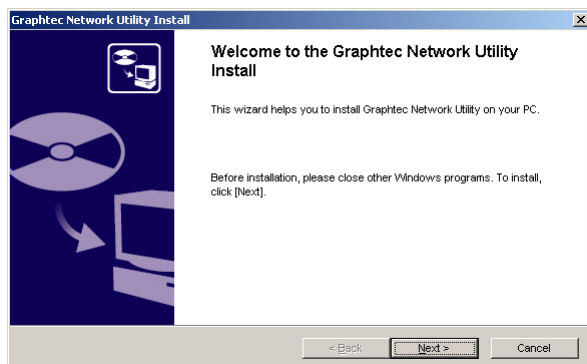 Graphtec Network Utility Install
Welcome to the Graphtec Network Utility
Install
This wizard helps you to install Graphtec Network Utility on your PC.
Before installation, please close other Windows programs. To install,
click [Next].
< Back
Next >
Cancel